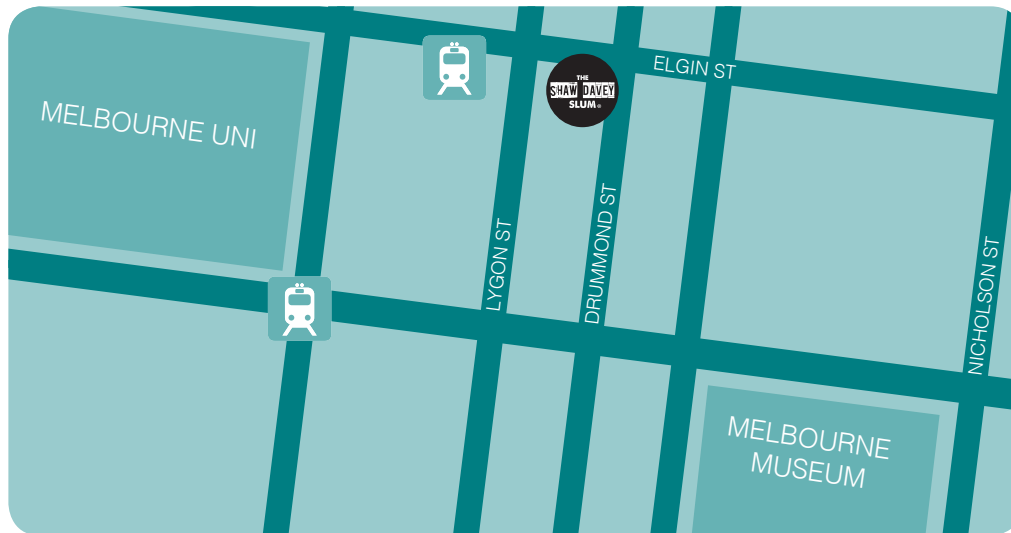 ELGIN ST
THE
SHAW DAVEY
SLUM®
MELBOURNE UNI
LYGON ST
DRUMMOND ST
NICHOLSON ST
MELBOURNE
MUSEUM